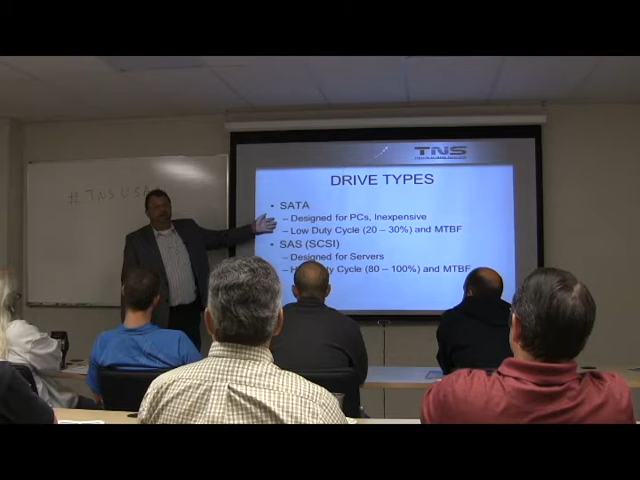 # TNS USA
TNS
DRIVE TYPES
• SATA
– Designed for PCs, Inexpensive
– Low Duty Cycle (20 – 30%) and MTBF
• SAS (SCSI)
– Designed for Servers
Duty Cycle (80 – 100%) and MTBF